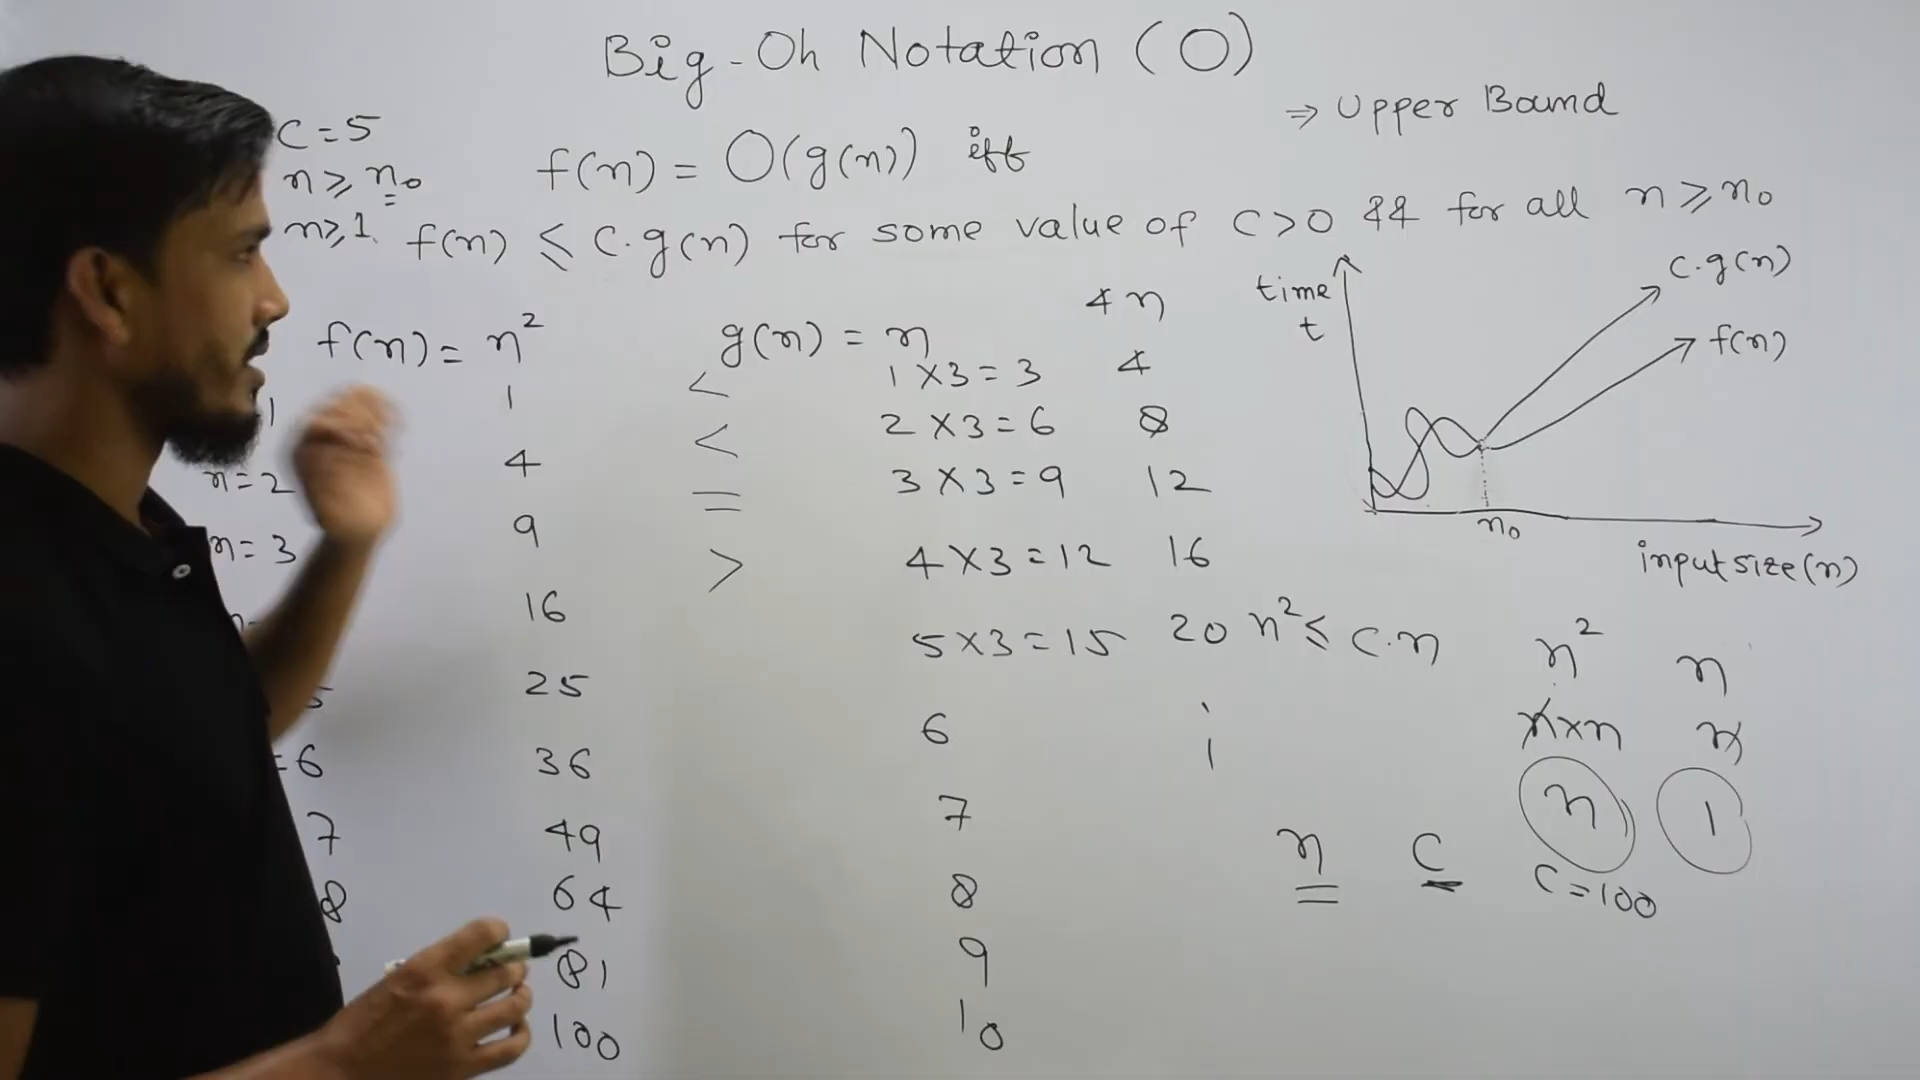 Big-Oh Notation (O)
⇒ Upper Bound
C=5
n ≥ n₀
n ≥ 1
f(n) = O(g(n)) iff
f(n) ≤ C.g(n) for some value of C>0 && for all n ≥ n₀
f(n) = n² g(n) = n 4n
1 < 1×3=3 4
4 < 2×3=6 8
n=2 9 = 3×3=9 12
n=3 16 > 4×3=12 16
25 5×3=15 20
=6 36 6
7 49 7
8 64 8
81 9
100 10
time
t
C.g(n)
f(n)
n₀
input size(n)
n² ≤ C.n
n² n
n×n n
n 1
n C
C=100